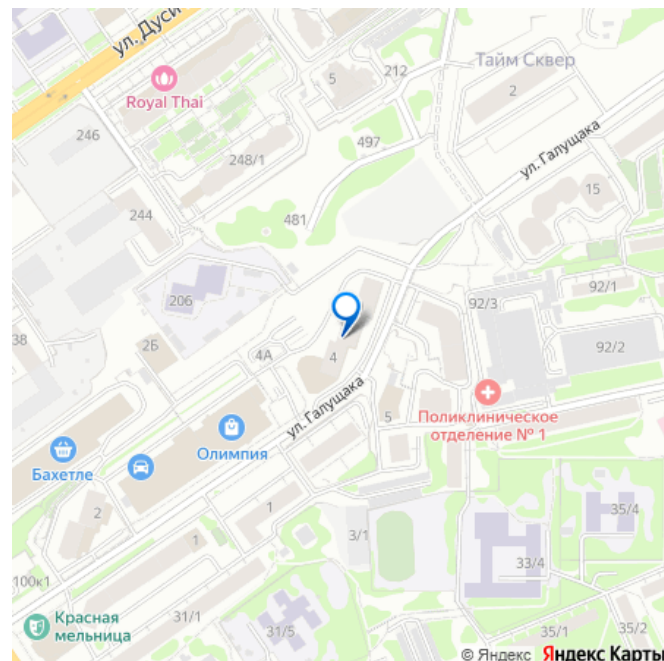 ул. Дуси
Royal Thai
246
248/1
5
212
Тайм Сквер
2
497
ул. Галущака
15
244
481
206
92/3
92/1
38
2Б
4А
4
92/2
ул. Галущака
5
Поликлиническое
отделение № 1
Олимпия
Бахетле
2
1
3/1
35/4
33/4
100к1
1
Красная
мельница
31/1
31/5
35/1
35/2
© Яндекс Яндекс Карты